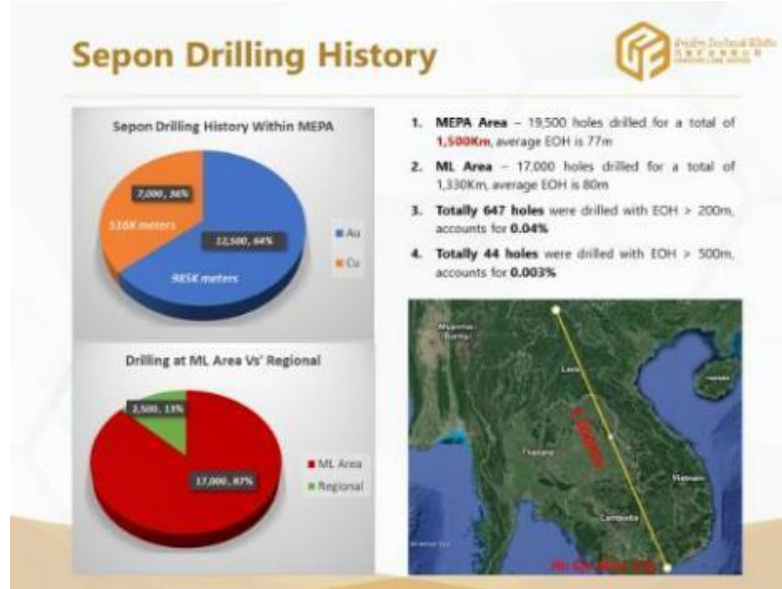 Sepon Drilling History
Sepon Drilling History Within MEPA
7,000, 36%
516K meters
12,500, 64%
985K meters
Au
Cu
Drilling at ML Area Vs' Regional
2,500, 13%
17,000, 87%
ML Area
Regional
1. MEPA Area – 19,500 holes drilled for a total of
1,500Km, average EOH is 77m
2. ML Area – 17,000 holes drilled for a total of
1,330Km, average EOH is 80m
3. Totally 647 holes were drilled with EOH > 200m,
accounts for 0.04%
4. Totally 44 holes were drilled with EOH > 500m,
accounts for 0.003%
Myanmar
(Burma)
Laos
Hainan
Thailand
Vietnam
Cambodia